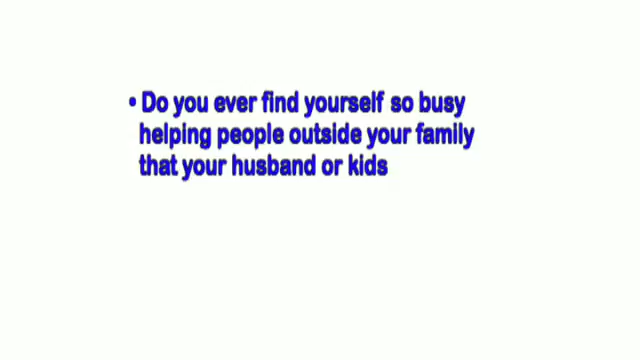 • Do you ever find yourself so busy
helping people outside your family
that your husband or kids